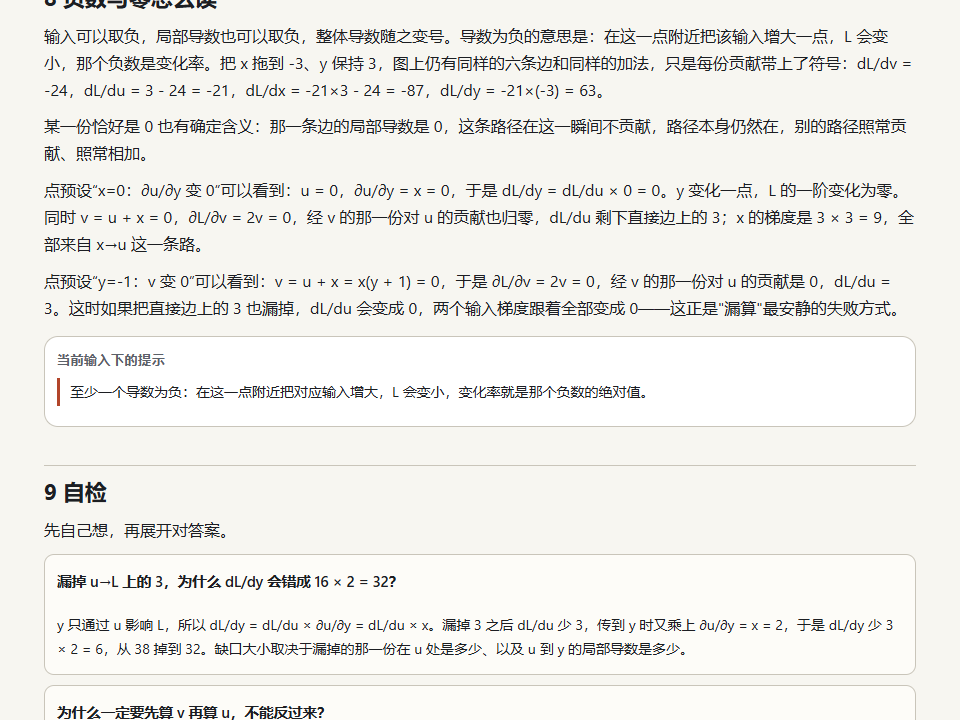 8 负数与零怎么读
输入可以取负，局部导数也可以取负，整体导数随之变号。导数为负的意思是：在这一点附近把该输入增大一点，L 会变
小，那个负数是变化率。把 x 拖到 -3、y 保持 3，图上仍有同样的六条边和同样的加法，只是每份贡献带上了符号：dL/dv =
-24，dL/du = 3 - 24 = -21，dL/dx = -21×3 - 24 = -87，dL/dy = -21×(-3) = 63。
某一份恰好是 0 也有确定含义：那一条边的局部导数是 0，这条路径在这一瞬间不贡献，路径本身仍然在，别的路径照常贡
献、照常相加。
点预设“x=0：∂u/∂y 变 0”可以看到：u = 0，∂u/∂y = x = 0，于是 dL/dy = dL/du × 0 = 0。y 变化一点，L 的一阶变化为零。
同时 v = u + x = 0，∂L/∂v = 2v = 0，经 v 的那一份对 u 的贡献也归零，dL/du 剩下直接边上的 3；x 的梯度是 3 × 3 = 9，全
部来自 x→u 这一条路。
点预设“y=-1：v 变 0”可以看到：v = u + x = x(y + 1) = 0，于是 ∂L/∂v = 2v = 0，经 v 的那一份对 u 的贡献是 0，dL/du =
3。这时如果把直接边上的 3 也漏掉，dL/du 会变成 0，两个输入梯度跟着全部变成 0——这正是"漏算"最安静的失败方式。
当前输入下的提示
至少一个导数为负：在这一点附近把对应输入增大，L 会变小，变化率就是那个负数的绝对值。
9 自检
先自己想，再展开对答案。
漏掉 u→L 上的 3，为什么 dL/dy 会错成 16 × 2 = 32？
y 只通过 u 影响 L，所以 dL/dy = dL/du × ∂u/∂y = dL/du × x。漏掉 3 之后 dL/du 少 3，传到 y 时又乘上 ∂u/∂y = x = 2，于是 dL/dy 少 3
× 2 = 6，从 38 掉到 32。缺口大小取决于漏掉的那一份在 u 处是多少、以及 u 到 y 的局部导数是多少。
为什么一定要先算 v 再算 u，不能反过来？